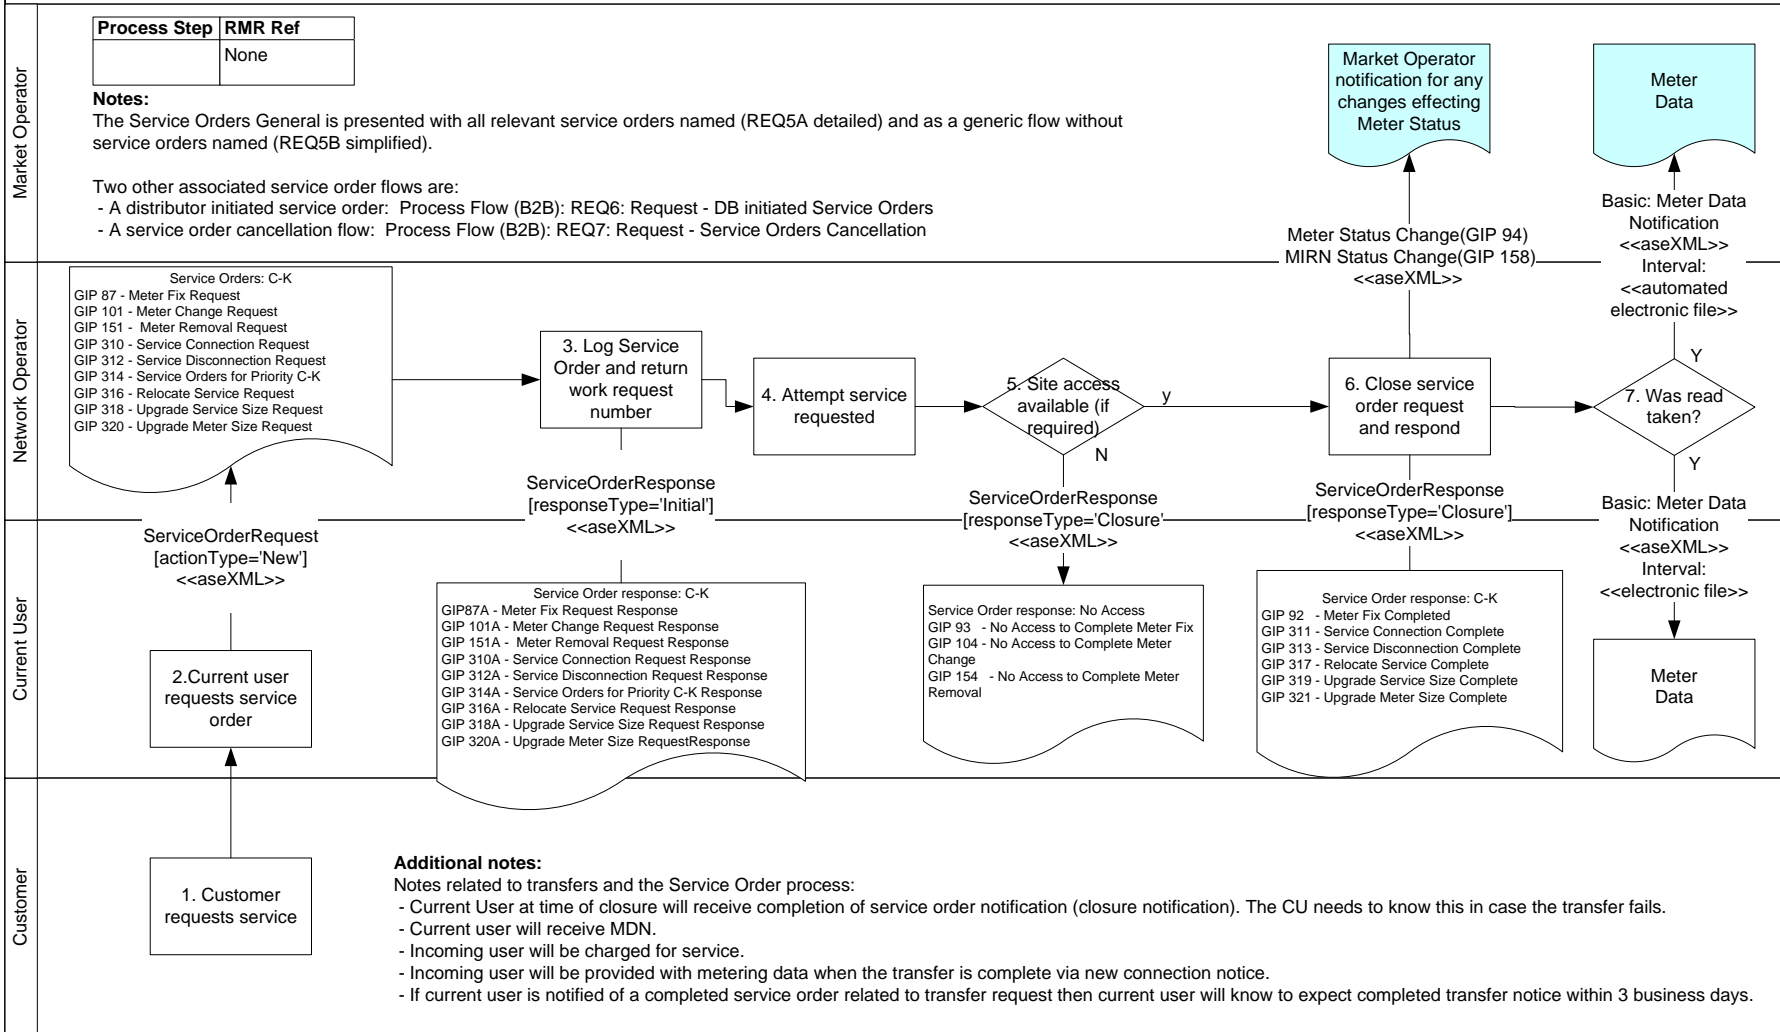 Market Operator
Process Step RMR Ref
None
Notes:
The Service Orders General is presented with all relevant service orders named (REQ5A detailed) and as a generic flow without
service orders named (REQ5B simplified).
Two other associated service order flows are:
- A distributor initiated service order: Process Flow (B2B): REQ6: Request - DB initiated Service Orders
- A service order cancellation flow: Process Flow (B2B): REQ7: Request - Service Orders Cancellation
Market Operator
notification for any
changes effecting
Meter Status
Meter
Data
Meter Status Change(GIP 94)
MIRN Status Change(GIP 158)
<<aseXML>>
Basic: Meter Data
Notification
<<aseXML>>
Interval:
<<automated
electronic file>>
Network Operator
Service Orders: C-K
GIP 87 - Meter Fix Request
GIP 101 - Meter Change Request
GIP 151 - Meter Removal Request
GIP 310 - Service Connection Request
GIP 312 - Service Disconnection Request
GIP 314 - Service Orders for Priority C-K
GIP 316 - Relocate Service Request
GIP 318 - Upgrade Service Size Request
GIP 320 - Upgrade Meter Size Request
3. Log Service
Order and return
work request
number
4. Attempt service
requested
5. Site access
available (if
required)
y
N
6. Close service
order request
and respond
7. Was read
taken?
Y
Y
ServiceOrderRequest
[actionType='New']
<<aseXML>>
ServiceOrderResponse
[responseType='Initial']
<<aseXML>>
ServiceOrderResponse
[responseType='Closure'
<<aseXML>>
ServiceOrderResponse
[responseType='Closure']
<<aseXML>>
Basic: Meter Data
Notification
<<aseXML>>
Interval:
<<electronic file>>
Current User
2.Current user
requests service
order
Service Order response: C-K
GIP87A - Meter Fix Request Response
GIP 101A - Meter Change Request Response
GIP 151A - Meter Removal Request Response
GIP 310A - Service Connection Request Response
GIP 312A - Service Disconnection Request Response
GIP 314A - Service Orders for Priority C-K Response
GIP 316A - Relocate Service Request Response
GIP 318A - Upgrade Service Size Request Response
GIP 320A - Upgrade Meter Size RequestResponse
Service Order response: No Access
GIP 93 - No Access to Complete Meter Fix
GIP 104 - No Access to Complete Meter
Change
GIP 154 - No Access to Complete Meter
Removal
Service Order response: C-K
GIP 92 - Meter Fix Completed
GIP 311 - Service Connection Complete
GIP 313 - Service Disconnection Complete
GIP 317 - Relocate Service Complete
GIP 319 - Upgrade Service Size Complete
GIP 321 - Upgrade Meter Size Complete
Meter
Data
Customer
1. Customer
requests service
Additional notes:
Notes related to transfers and the Service Order process:
- Current User at time of closure will receive completion of service order notification (closure notification). The CU needs to know this in case the transfer fails.
- Current user will receive MDN.
- Incoming user will be charged for service.
- Incoming user will be provided with metering data when the transfer is complete via new connection notice.
- If current user is notified of a completed service order related to transfer request then current user will know to expect completed transfer notice within 3 business days.